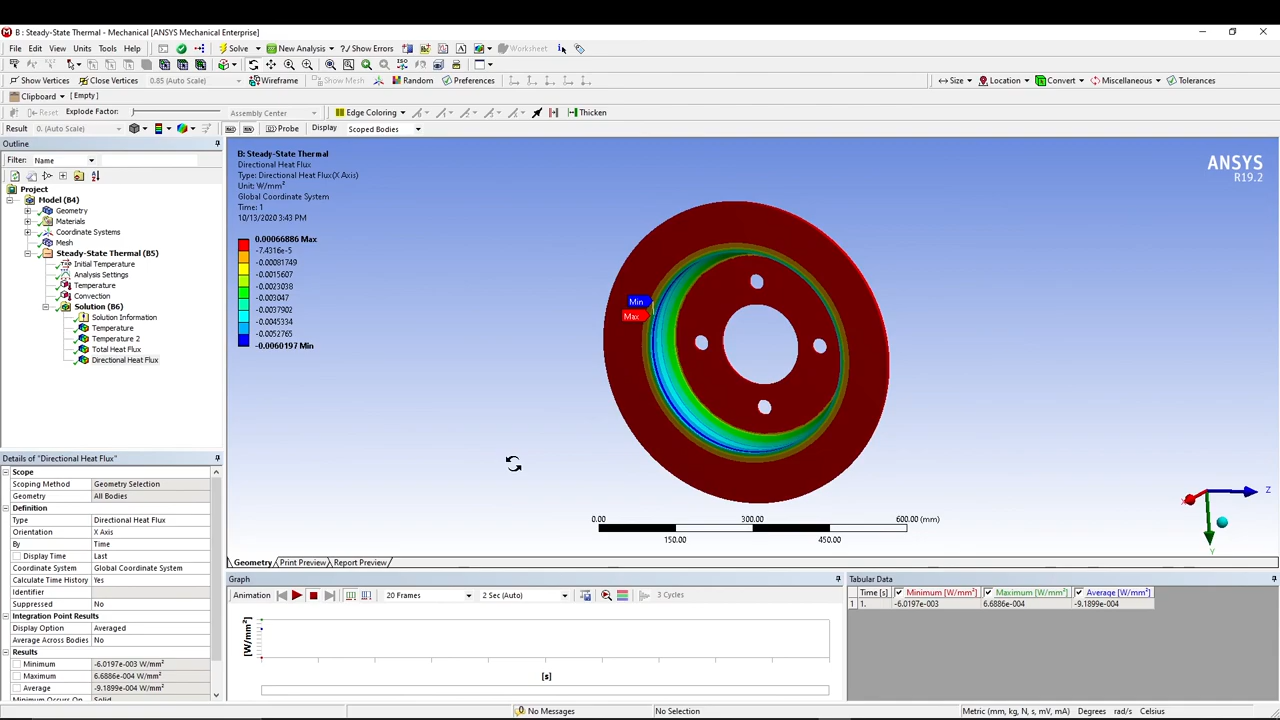 B : Steady-State Thermal - Mechanical [ANSYS Mechanical Enterprise]
File Edit View Units Tools Help Solve New Analysis ?/ Show Errors Worksheet
Show Vertices Close Vertices 0.85 (Auto Scale) Wireframe Show Mesh Random Preferences Size Location Convert Miscellaneous Tolerances
Clipboard [Empty]
Reset Explode Factor: Assembly Center Edge Coloring Thicken
Result 0. (Auto Scale) Probe Display Scoped Bodies
Outline
Filter: Name
Project
Model (B4)
Geometry
Materials
Coordinate Systems
Mesh
Steady-State Thermal (B5)
Initial Temperature
Analysis Settings
Temperature
Convection
Solution (B6)
Solution Information
Temperature
Temperature 2
Total Heat Flux
Directional Heat Flux
Details of "Directional Heat Flux"
Scope
Scoping Method Geometry Selection
Geometry All Bodies
Definition
Type Directional Heat Flux
Orientation X Axis
By Time
Display Time Last
Coordinate System Global Coordinate System
Calculate Time History Yes
Identifier
Suppressed No
Integration Point Results
Display Option Averaged
Average Across Bodies No
Results
Minimum -6.0197e-003 W/mm²
Maximum 6.6886e-004 W/mm²
Average -9.1899e-004 W/mm²
Minimum Occurs On Solid
B: Steady-State Thermal
Directional Heat Flux
Type: Directional Heat Flux(X Axis)
Unit: W/mm²
Global Coordinate System
Time: 1
10/13/2020 3:43 PM
0.00066886 Max
-7.4316e-5
-0.00081749
-0.0015607
-0.0023038
-0.003047
-0.0037902
-0.0045334
-0.0052765
-0.0060197 Min
ANSYS
R19.2
Min
Max
0.00 300.00 600.00 (mm)
150.00 450.00
X
Y
Z
Geometry Print Preview Report Preview
Graph
Animation 20 Frames 2 Sec (Auto) 3 Cycles
[W/mm²]
[s]
Tabular Data
Time [s] Minimum [W/mm²] Maximum [W/mm²] Average [W/mm²]
1 1. -6.0197e-003 6.6886e-004 -9.1899e-004
No Messages No Selection Metric (mm, kg, N, s, mV, mA) Degrees rad/s Celsius